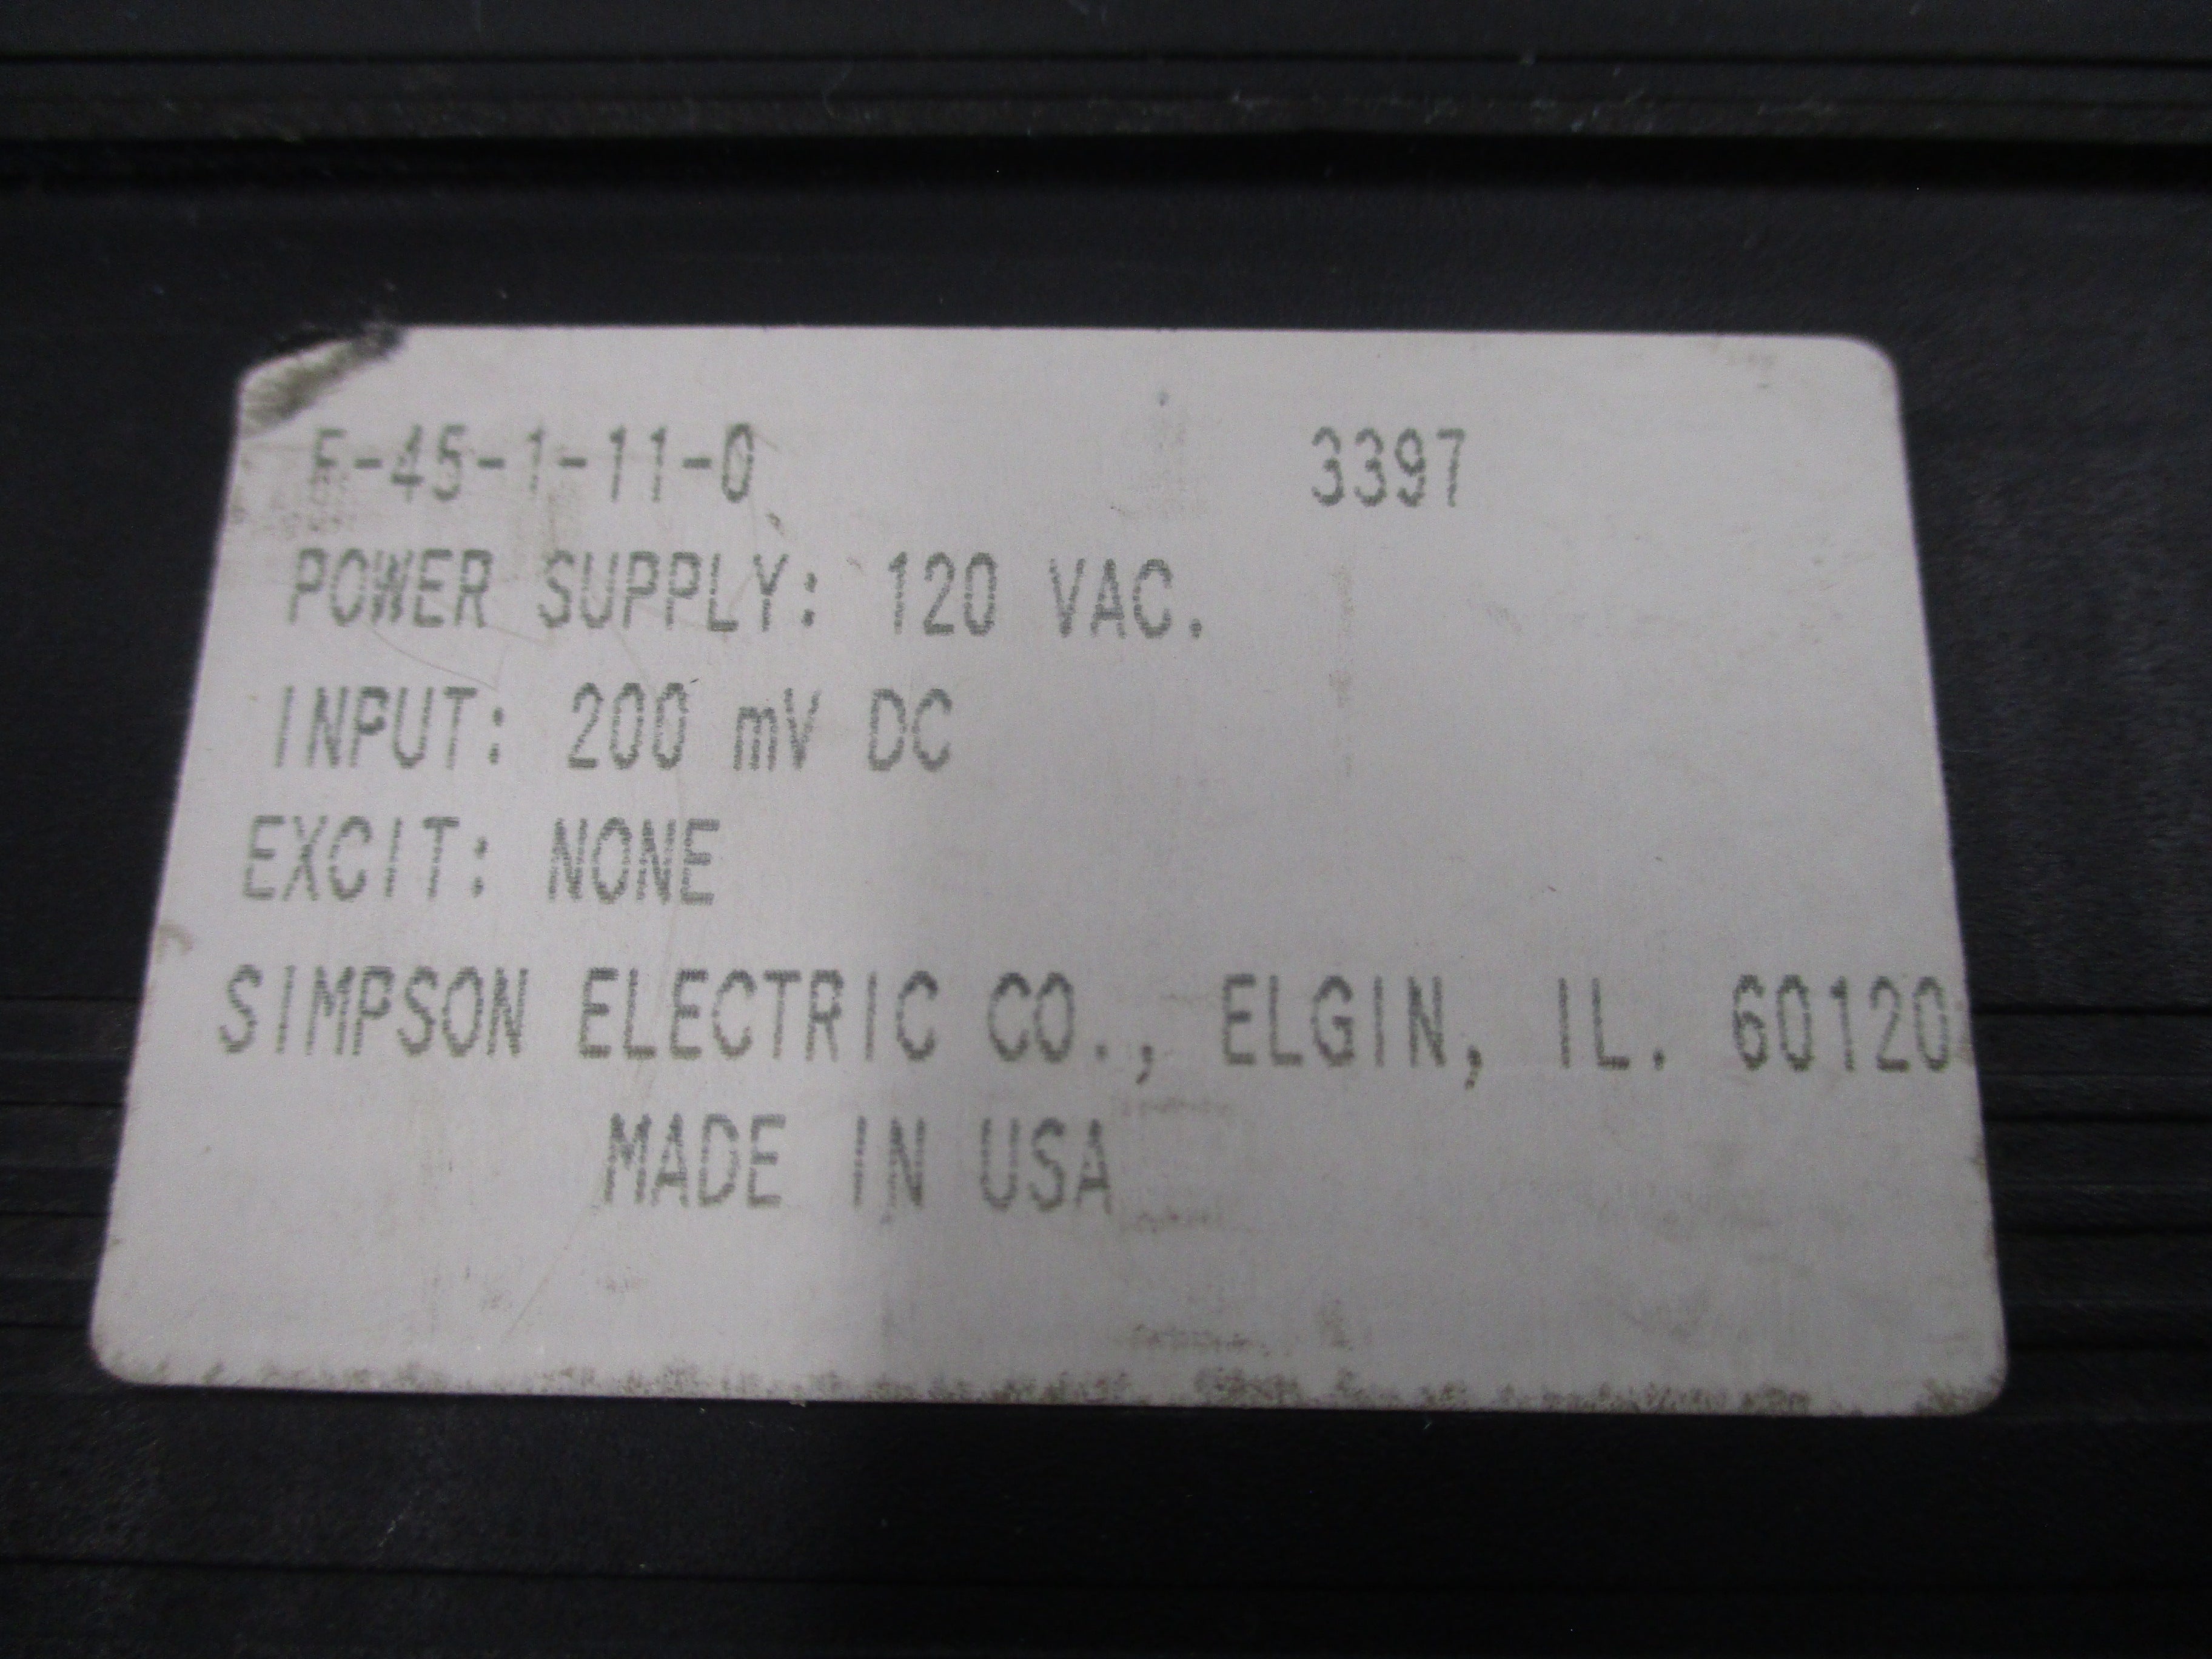 F-45-1-11-0 3397
POWER SUPPLY: 120 VAC.
INPUT: 200 mV DC
EXCIT: NONE
SIMPSON ELECTRIC CO., ELGIN, IL. 60120
MADE IN USA